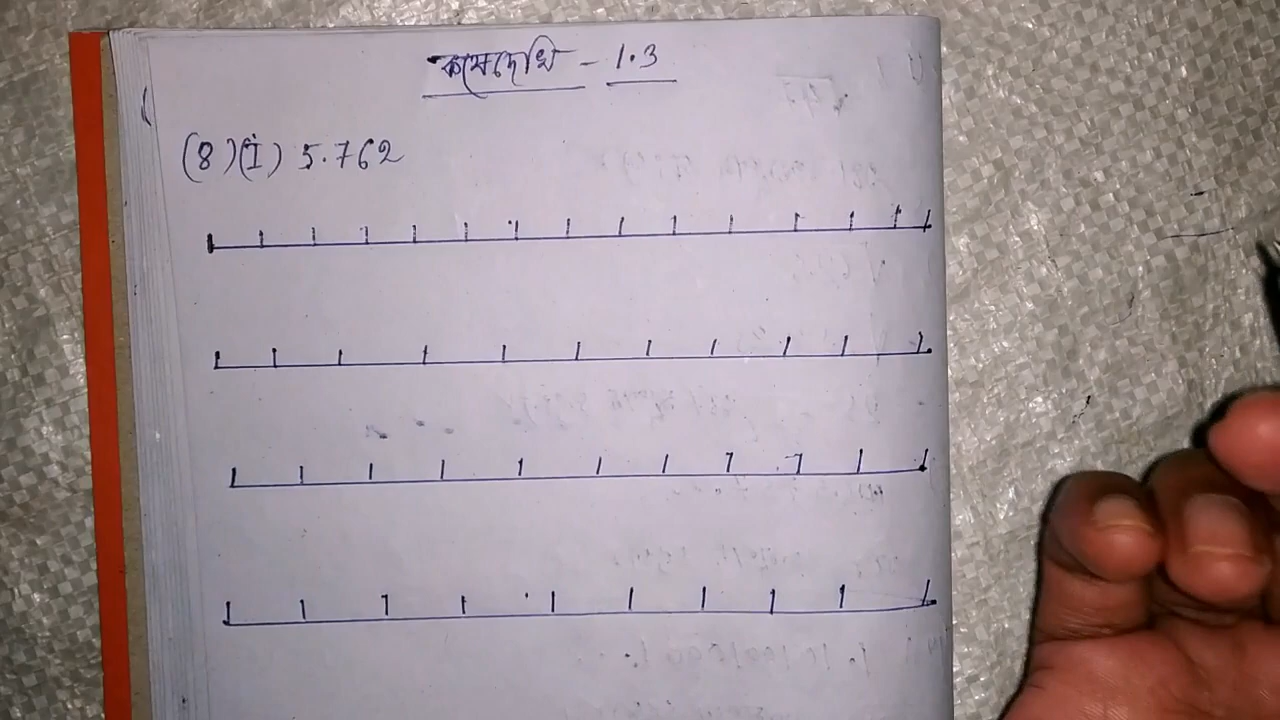 কষে দেখি - 1.3
(8)(i) 5.762